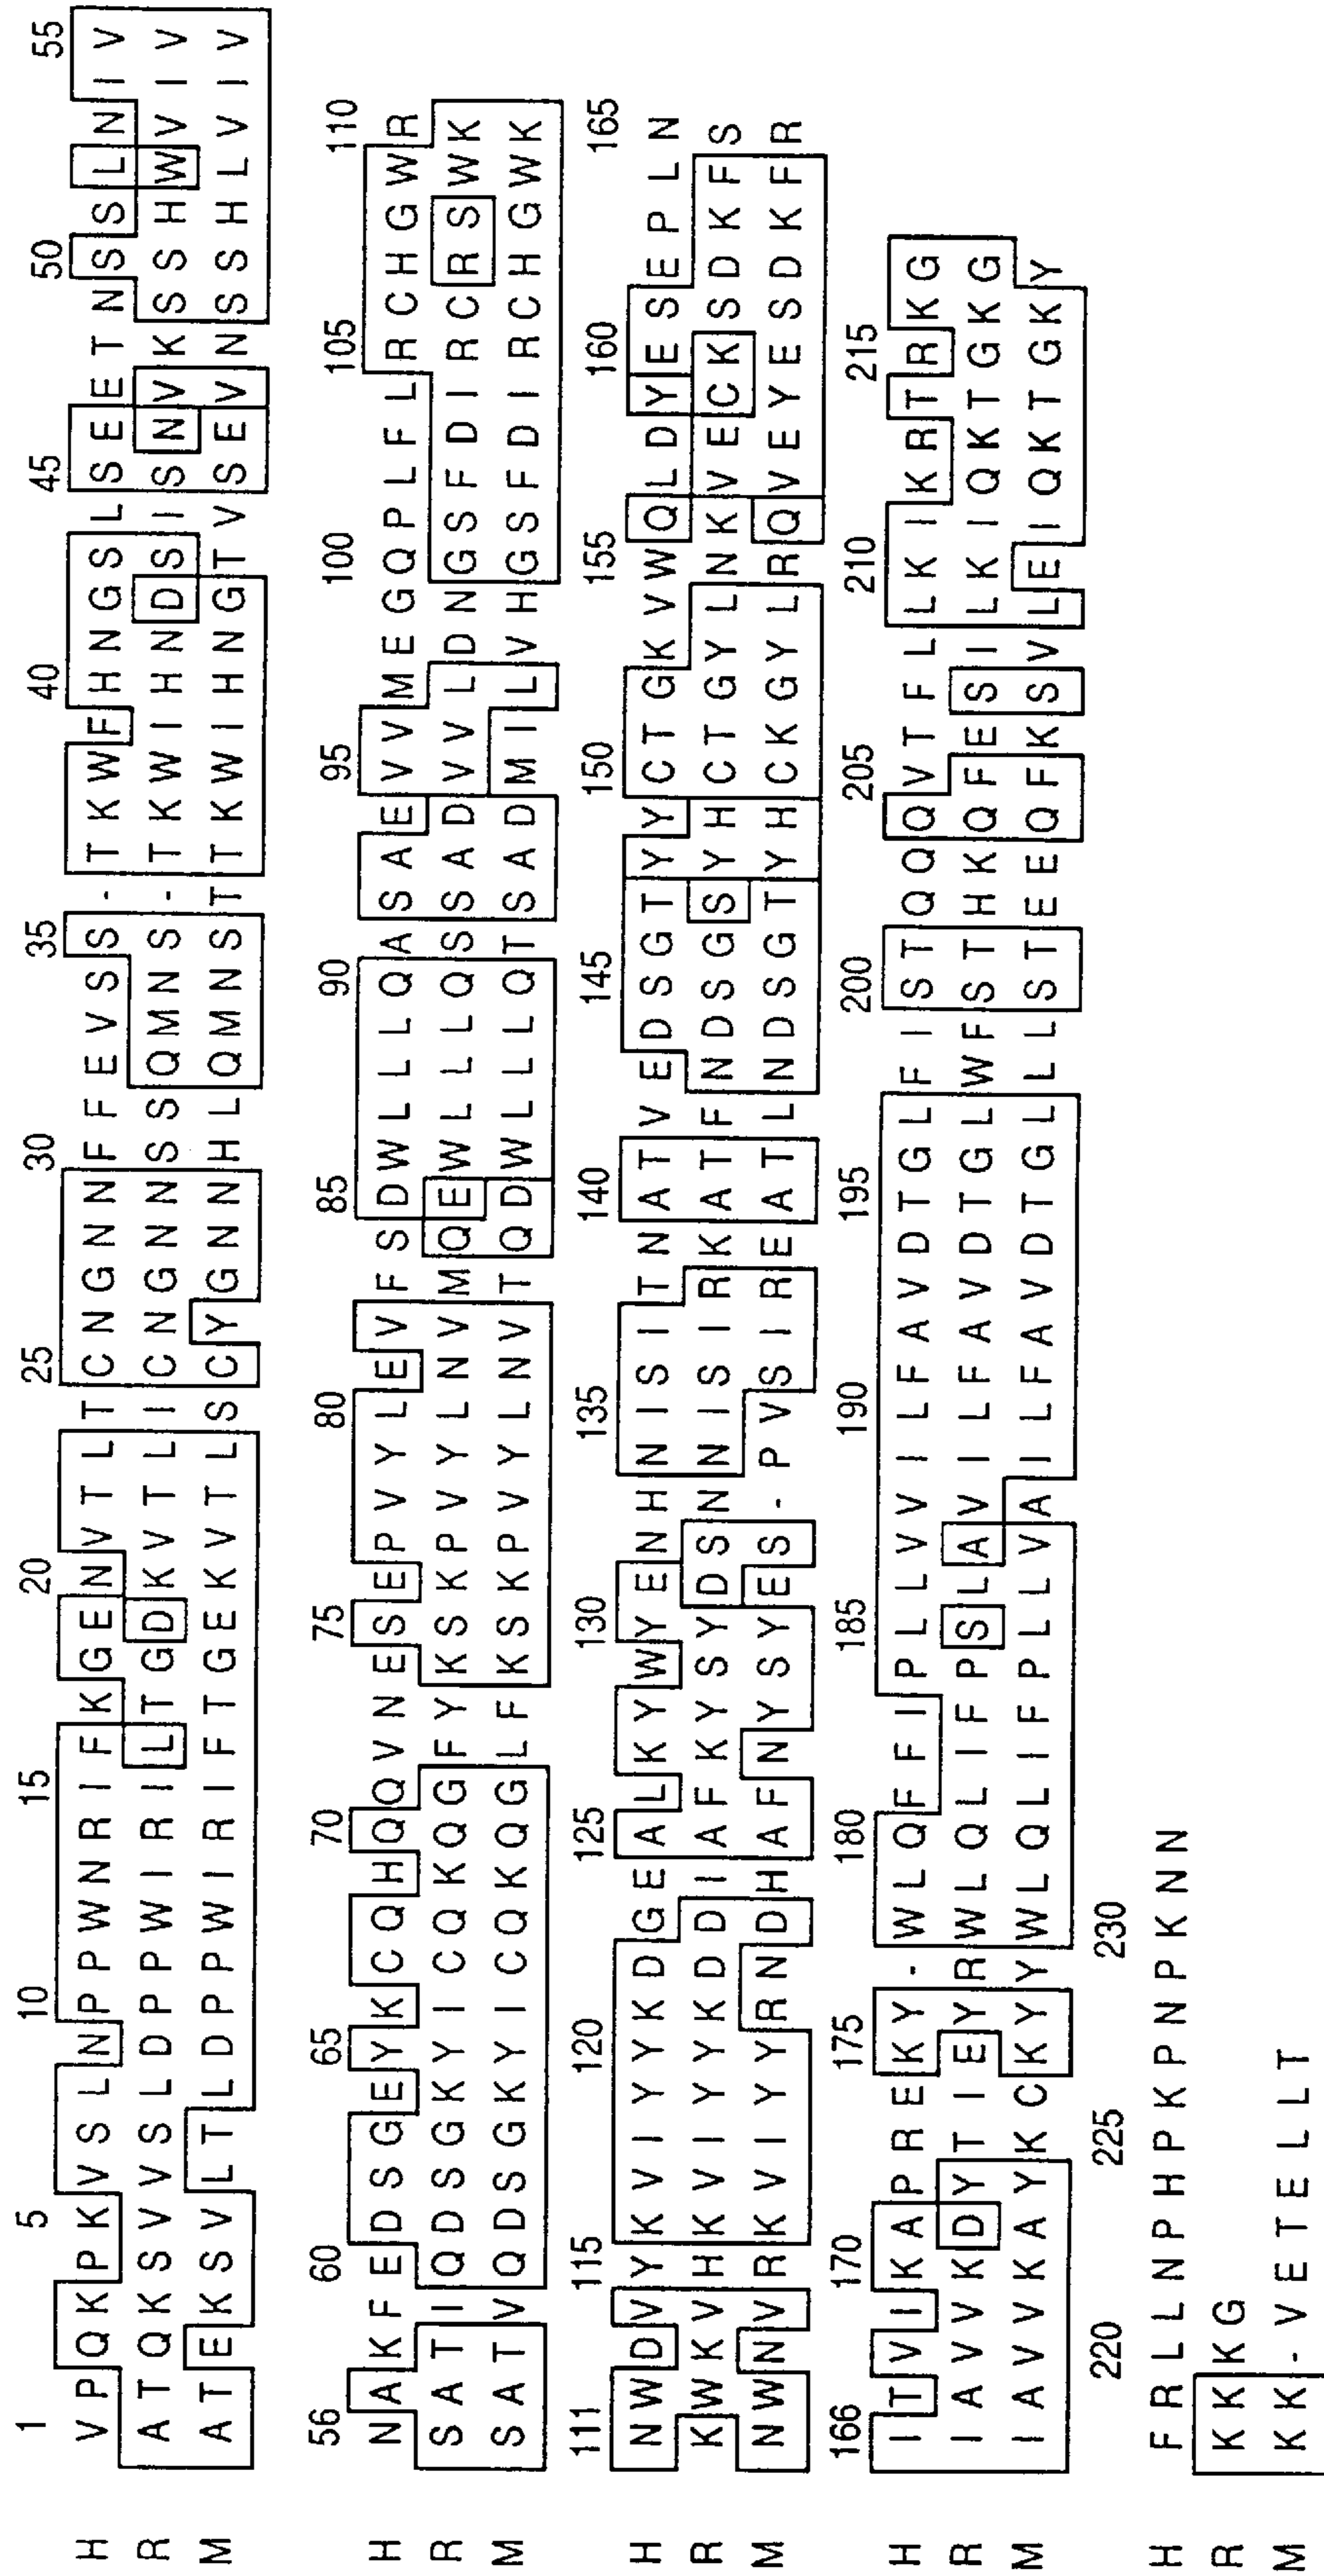 1 5 10 15 20 25 30 35 40 45 50 55
H V P Q K P K V S L N P P W N R I F K G E N V T L T C N G N N F F E V S S - T K W F H N G S L S E E T N S S L N I V
R A T Q K S V V S L D P P W I R I L T G D K V T L I C N G N N S S Q M N S - T K W I H N D S I S N V K S S H W V I V
M A T E K S V L T L D P P W I R I F T G E K V T L S C Y G N N H L Q M N S T T K W I H N G T V S E V N S S H L V I V
56 60 65 70 75 80 85 90 95 100 105 110
H N A K F E D S G E Y K C Q H Q Q V N E S E P V Y L E V F S D W L L L Q A S A E V V M E G Q P L F L R C H G W R
R S A T I Q D S G K Y I C Q K Q G F Y K S K P V Y L N V M Q E W L L L Q S S A D V V L D N G S F D I R C R S W K
M S A T V Q D S G K Y I C Q K Q G L F K S K P V Y L N V T Q D W L L L Q T S A D M I L V H G S F D I R C H G W K
111 115 120 125 130 135 140 145 150 155 160 165
H N W D V Y K V I Y Y K D G E A L K Y W Y E N H N I S I T N A T V E D S G T Y Y C T G K V W Q L D Y E S E P L N
R K W K V H K V I Y Y K D D I A F K Y S Y D S N N I S I R K A T F N D S G S Y H C T G Y L N K V E C K S D K F S
M N W N V R K V I Y Y R N D H A F N Y S Y E S - P V S I R E A T L N D S G T Y H C K G Y L R Q V E Y E S D K F R
166 170 175 180 185 190 195 200 205 210 215
H I T V I K A P R E K Y - W L Q F F I P L L V V I L F A V D T G L F I S T Q Q Q V T F L L K I K R T R K G
R I A V V K D Y T I E Y R W L Q L I F P S L A V I L F A V D T G L W F S T H K Q F E S I L K I Q K T G K G
M I A V V K A Y K C K Y Y W L Q L I F P L L V A I L F A V D T G L L L S T E E Q F K S V L E I Q K T G K Y
220 225 230
H F R L L N P H P K P N P K N N
R K K K G
M K K - V E T E L L T